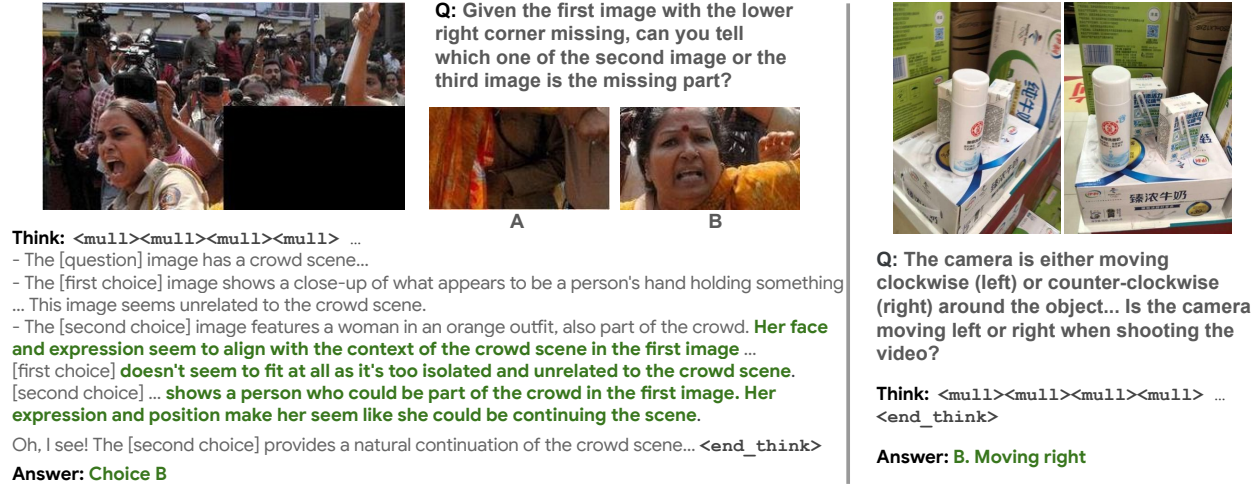 Q: Given the first image with the lower
right corner missing, can you tell
which one of the second image or the
third image is the missing part?
A
B
Think: <mull><mull><mull><mull> ...
- The [question] image has a crowd scene...
- The [first choice] image shows a close-up of what appears to be a person's hand holding something
... This image seems unrelated to the crowd scene.
- The [second choice] image features a woman in an orange outfit, also part of the crowd. Her face
and expression seem to align with the context of the crowd scene in the first image ...
[first choice] doesn't seem to fit at all as it's too isolated and unrelated to the crowd scene.
[second choice] ... shows a person who could be part of the crowd in the first image. Her
expression and position make her seem like she could be continuing the scene.
Oh, I see! The [second choice] provides a natural continuation of the crowd scene... <end_think>
Answer: Choice B
纯牛奶
臻浓牛奶
臻浓牛奶
Q: The camera is either moving
clockwise (left) or counter-clockwise
(right) around the object... Is the camera
moving left or right when shooting the
video?
Think: <mull><mull><mull><mull> ...
<end_think>
Answer: B. Moving right